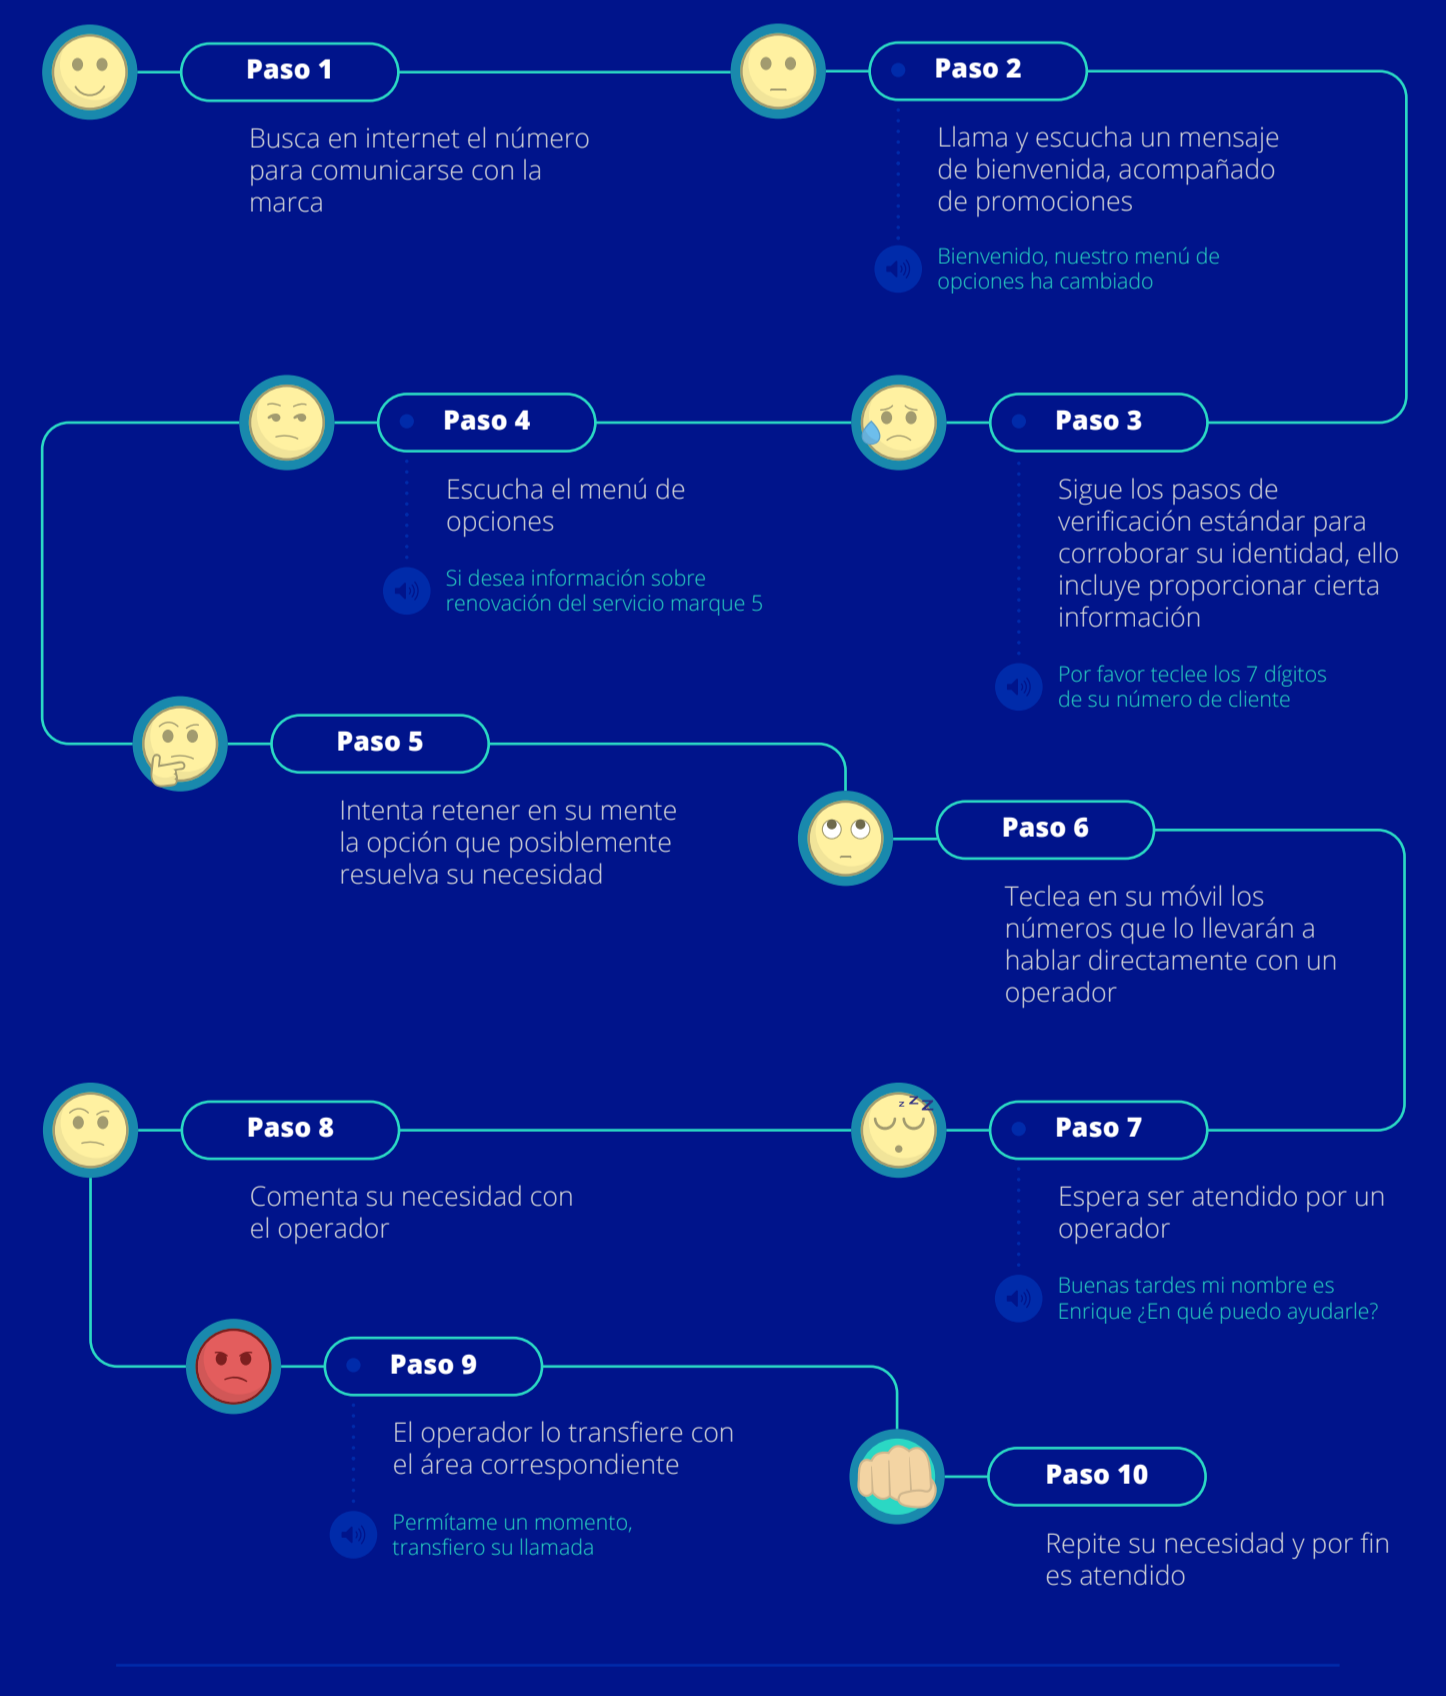 Paso 1
Busca en internet el número
para comunicarse con la
marca
Paso 2
Llama y escucha un mensaje
de bienvenida, acompañado
de promociones
Bienvenido, nuestro menú de
opciones ha cambiado
Paso 3
Sigue los pasos de
verificación estándar para
corroborar su identidad, ello
incluye proporcionar cierta
información
Por favor teclee los 7 dígitos
de su número de cliente
Paso 4
Escucha el menú de
opciones
Si desea información sobre
renovación del servicio marque 5
Paso 5
Intenta retener en su mente
la opción que posiblemente
resuelva su necesidad
Paso 6
Teclea en su móvil los
números que lo llevarán a
hablar directamente con un
operador
zzz
Paso 7
Espera ser atendido por un
operador
Buenas tardes mi nombre es
Enrique ¿En qué puedo ayudarle?
Paso 8
Comenta su necesidad con
el operador
Paso 9
El operador lo transfiere con
el área correspondiente
Permítame un momento,
transfiero su llamada
Paso 10
Repite su necesidad y por fin
es atendido